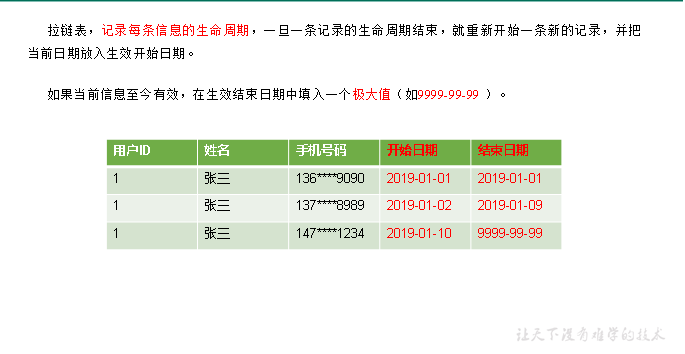 拉链表，记录每条信息的生命周期，一旦一条记录的生命周期结束，就重新开始一条新的记录，并把
当前日期放入生效开始日期。
如果当前信息至今有效，在生效结束日期中填入一个极大值（如9999-99-99 ）。
用户ID 姓名 手机号码 开始日期 结束日期
1 张三 136****9090 2019-01-01 2019-01-01
1 张三 137****8989 2019-01-02 2019-01-09
1 张三 147****1234 2019-01-10 9999-99-99
让天下没有难学的技术